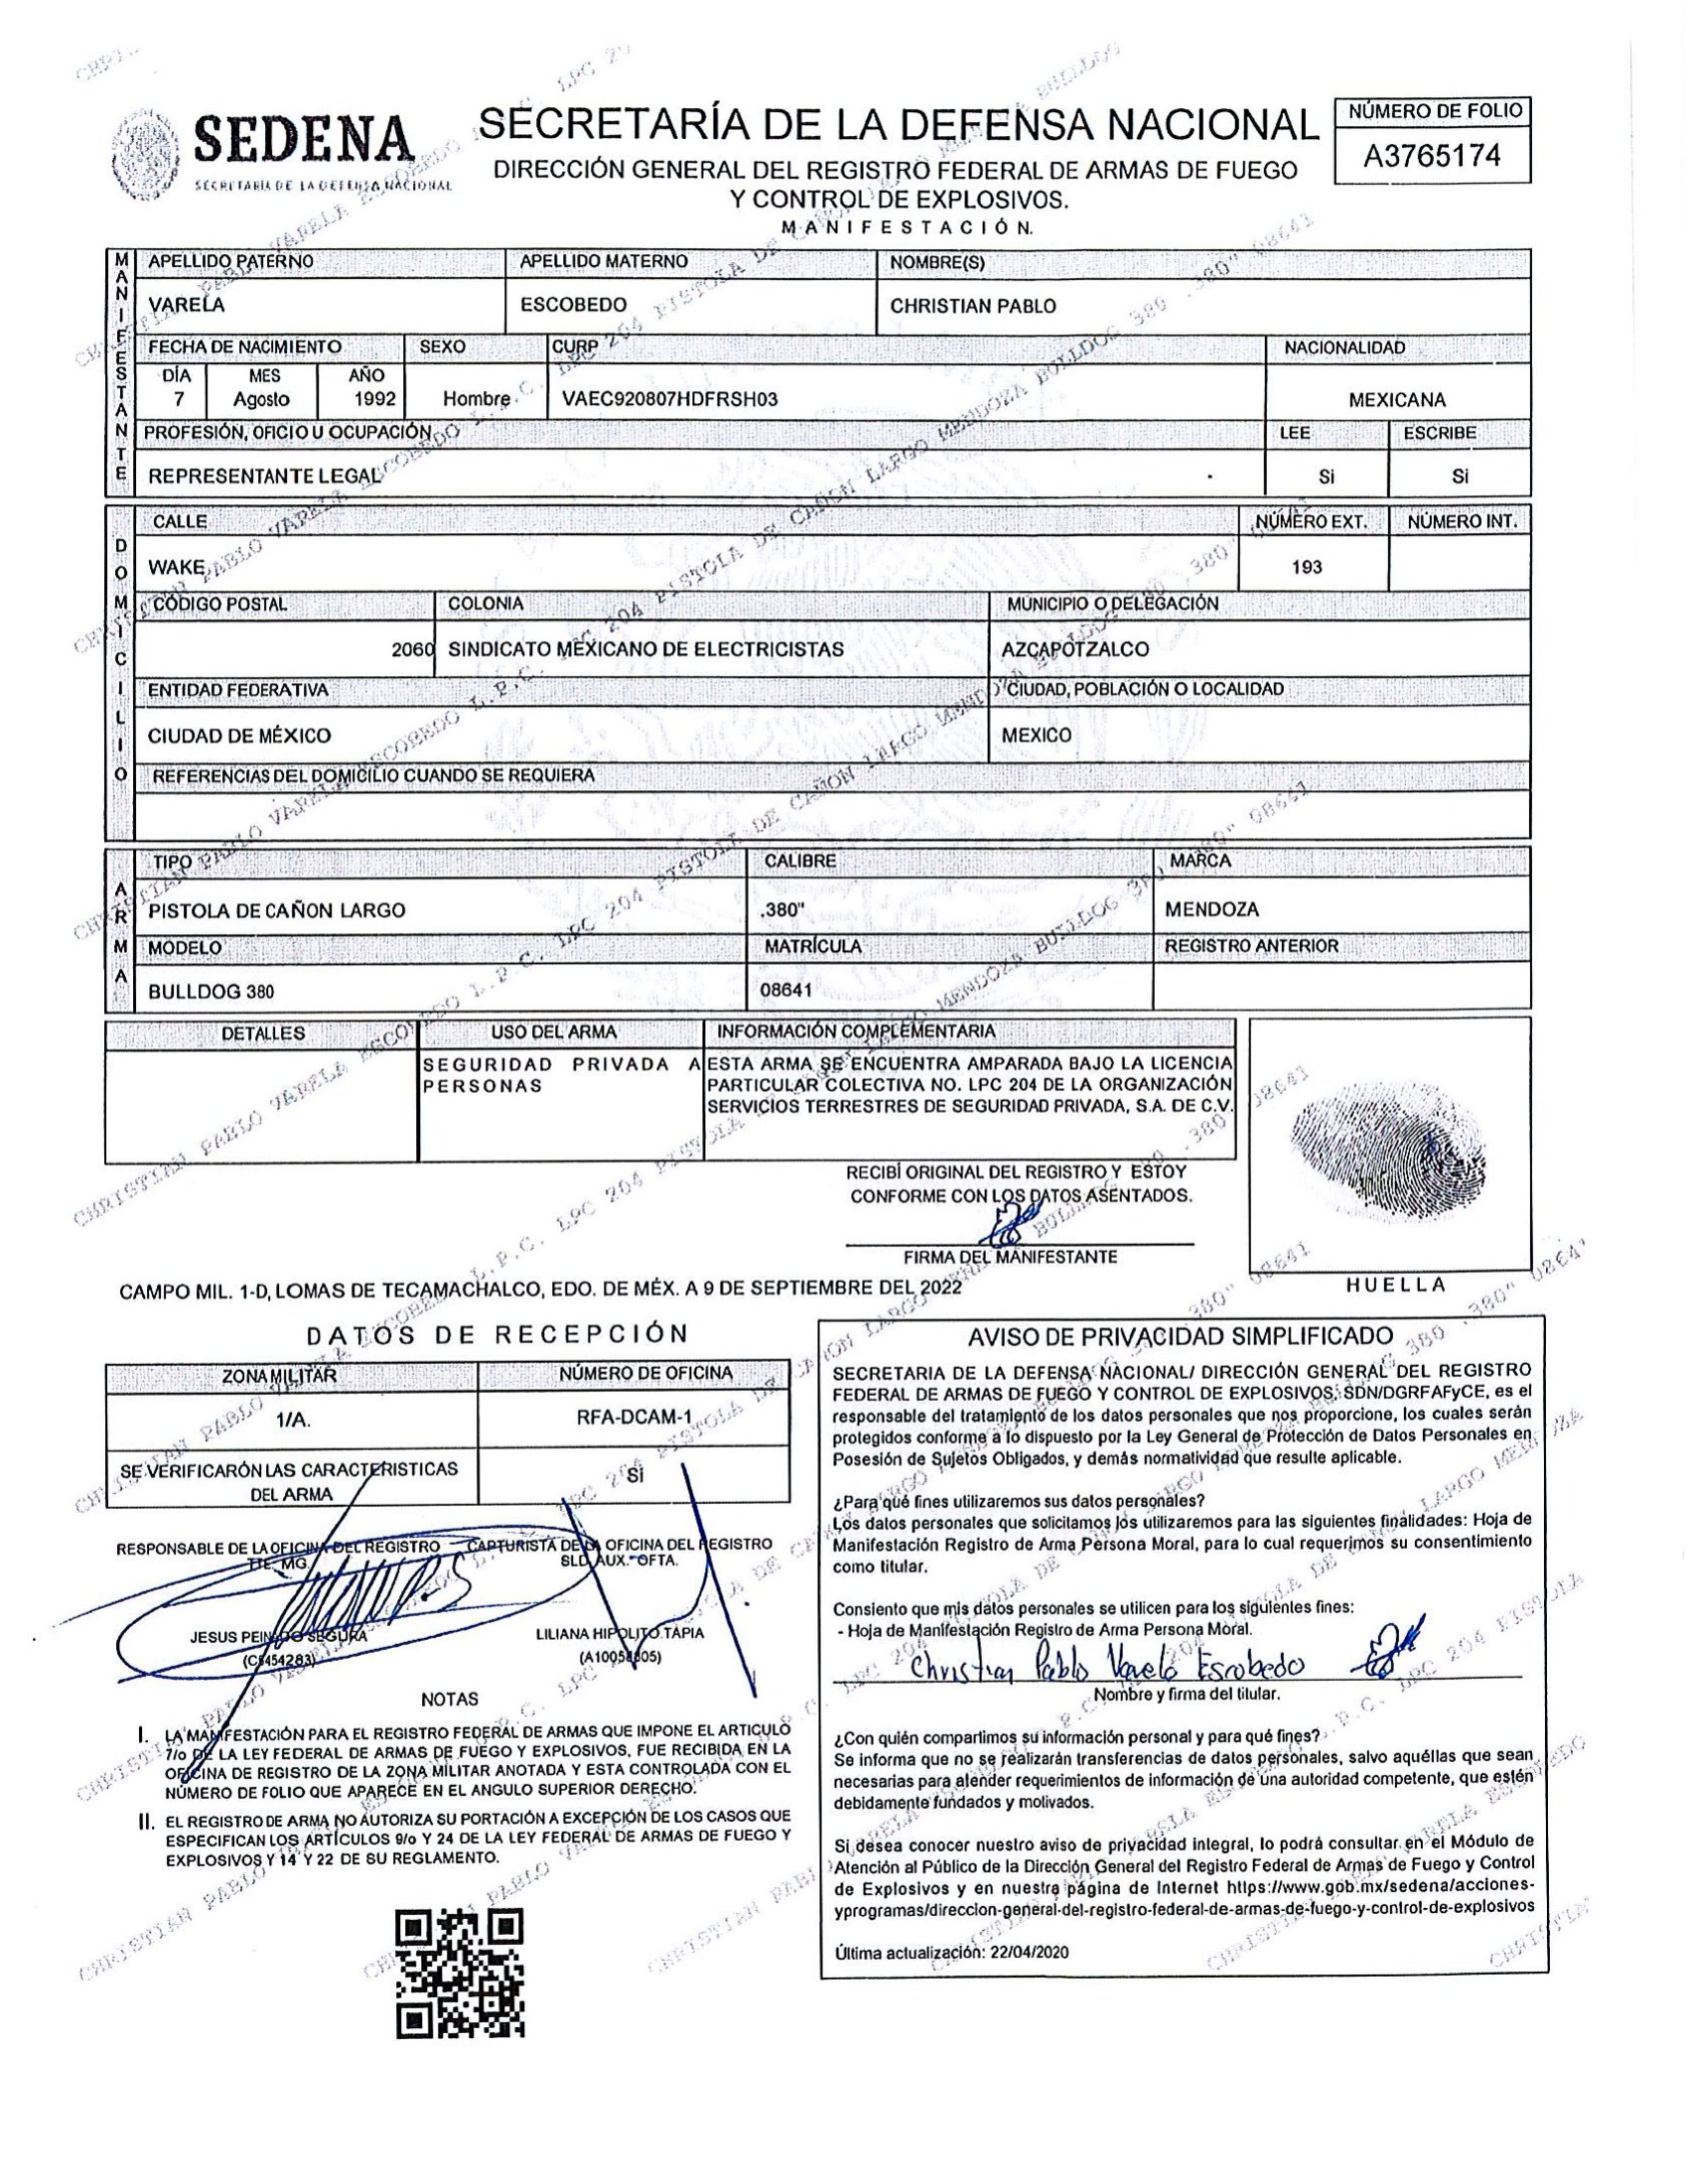 SEDENA
SECRETARÍA DE LA DEFENSA NACIONAL
SECRETARÍA DE LA DEFENSA NACIONAL
DIRECCIÓN GENERAL DEL REGISTRO FEDERAL DE ARMAS DE FUEGO
Y CONTROL DE EXPLOSIVOS.
MANIFESTACIÓN.
NÚMERO DE FOLIO
A3765174
MANIFESTANTE
APELLIDO PATERNO APELLIDO MATERNO NOMBRE(S)
VARELA ESCOBEDO CHRISTIAN PABLO
FECHA DE NACIMIENTO SEXO CURP NACIONALIDAD
DÍA MES AÑO
7 Agosto 1992 Hombre VAEC920807HDFRSH03 MEXICANA
PROFESIÓN, OFICIO U OCUPACIÓN LEE ESCRIBE
REPRESENTANTE LEGAL Si Si
DOMICILIO
CALLE NÚMERO EXT. NÚMERO INT.
WAKE 193
CÓDIGO POSTAL COLONIA MUNICIPIO O DELEGACIÓN
2060 SINDICATO MEXICANO DE ELECTRICISTAS AZCAPOTZALCO
ENTIDAD FEDERATIVA CIUDAD, POBLACIÓN O LOCALIDAD
CIUDAD DE MÉXICO MEXICO
REFERENCIAS DEL DOMICILIO CUANDO SE REQUIERA
ARMA
TIPO CALIBRE MARCA
PISTOLA DE CAÑON LARGO .380" MENDOZA
MODELO MATRÍCULA REGISTRO ANTERIOR
BULLDOG 380 08641
DETALLES USO DEL ARMA INFORMACIÓN COMPLEMENTARIA
SEGURIDAD PRIVADA A
PERSONAS
ESTA ARMA SE ENCUENTRA AMPARADA BAJO LA LICENCIA
PARTICULAR COLECTIVA NO. LPC 204 DE LA ORGANIZACIÓN
SERVICIOS TERRESTRES DE SEGURIDAD PRIVADA, S.A. DE C.V.
RECIBÍ ORIGINAL DEL REGISTRO Y ESTOY
CONFORME CON LOS DATOS ASENTADOS.
FIRMA DEL MANIFESTANTE
HUELLA
CAMPO MIL. 1-D, LOMAS DE TECAMACHALCO, EDO. DE MÉX. A 9 DE SEPTIEMBRE DEL 2022
DATOS DE RECEPCIÓN
ZONA MILITAR NÚMERO DE OFICINA
1/A. RFA-DCAM-1
SE VERIFICARÓN LAS CARACTERISTICAS
DEL ARMA
Si
RESPONSABLE DE LA OFICINA DEL REGISTRO
TTE. MG.
JESUS PEINADO SEGURA
(C5454283)
CAPTURISTA DE LA OFICINA DEL REGISTRO
SLD. AUX. OFTA.
LILIANA HIPOLITO TAPIA
NOTAS
I. LA MANIFESTACIÓN PARA EL REGISTRO FEDERAL DE ARMAS QUE IMPONE EL ARTICULO
7/o DE LA LEY FEDERAL DE ARMAS DE FUEGO Y EXPLOSIVOS, FUE RECIBIDA EN LA
OFICINA DE REGISTRO DE LA ZONA MILITAR ANOTADA Y ESTA CONTROLADA CON EL
NÚMERO DE FOLIO QUE APARECE EN EL ANGULO SUPERIOR DERECHO.
II. EL REGISTRO DE ARMA NO AUTORIZA SU PORTACIÓN A EXCEPCIÓN DE LOS CASOS QUE
ESPECIFICAN LOS ARTÍCULOS 9/o Y 24 DE LA LEY FEDERAL DE ARMAS DE FUEGO Y
EXPLOSIVOS Y 14 Y 22 DE SU REGLAMENTO.
AVISO DE PRIVACIDAD SIMPLIFICADO
SECRETARIA DE LA DEFENSA NACIONAL/ DIRECCIÓN GENERAL DEL REGISTRO
FEDERAL DE ARMAS DE FUEGO Y CONTROL DE EXPLOSIVOS, SDN/DGRFAFyCE, es el
responsable del tratamiento de los datos personales que nos proporcione, los cuales serán
protegidos conforme a lo dispuesto por la Ley General de Protección de Datos Personales en
Posesión de Sujetos Obligados, y demás normatividad que resulte aplicable.
¿Para qué fines utilizaremos sus datos personales?
Los datos personales que solicitamos los utilizaremos para las siguientes finalidades: Hoja de
Manifestación Registro de Arma Persona Moral, para lo cual requerimos su consentimiento
como titular.
Consiento que mis datos personales se utilicen para los siguientes fines:
- Hoja de Manifestación Registro de Arma Persona Moral.
Christian Pablo Varela Escobedo
Nombre y firma del titular.
¿Con quién compartimos su información personal y para qué fines?
Se informa que no se realizarán transferencias de datos personales, salvo aquéllas que sean
necesarias para atender requerimientos de información de una autoridad competente, que estén
debidamente fundados y motivados.
Si desea conocer nuestro aviso de privacidad integral, lo podrá consultar en el Módulo de
Atención al Público de la Dirección General del Registro Federal de Armas de Fuego y Control
de Explosivos y en nuestra página de Internet https://www.gob.mx/sedena/acciones-
yprogramas/direccion-general-del-registro-federal-de-armas-de-fuego-y-control-de-explosivos
Última actualización: 22/04/2020